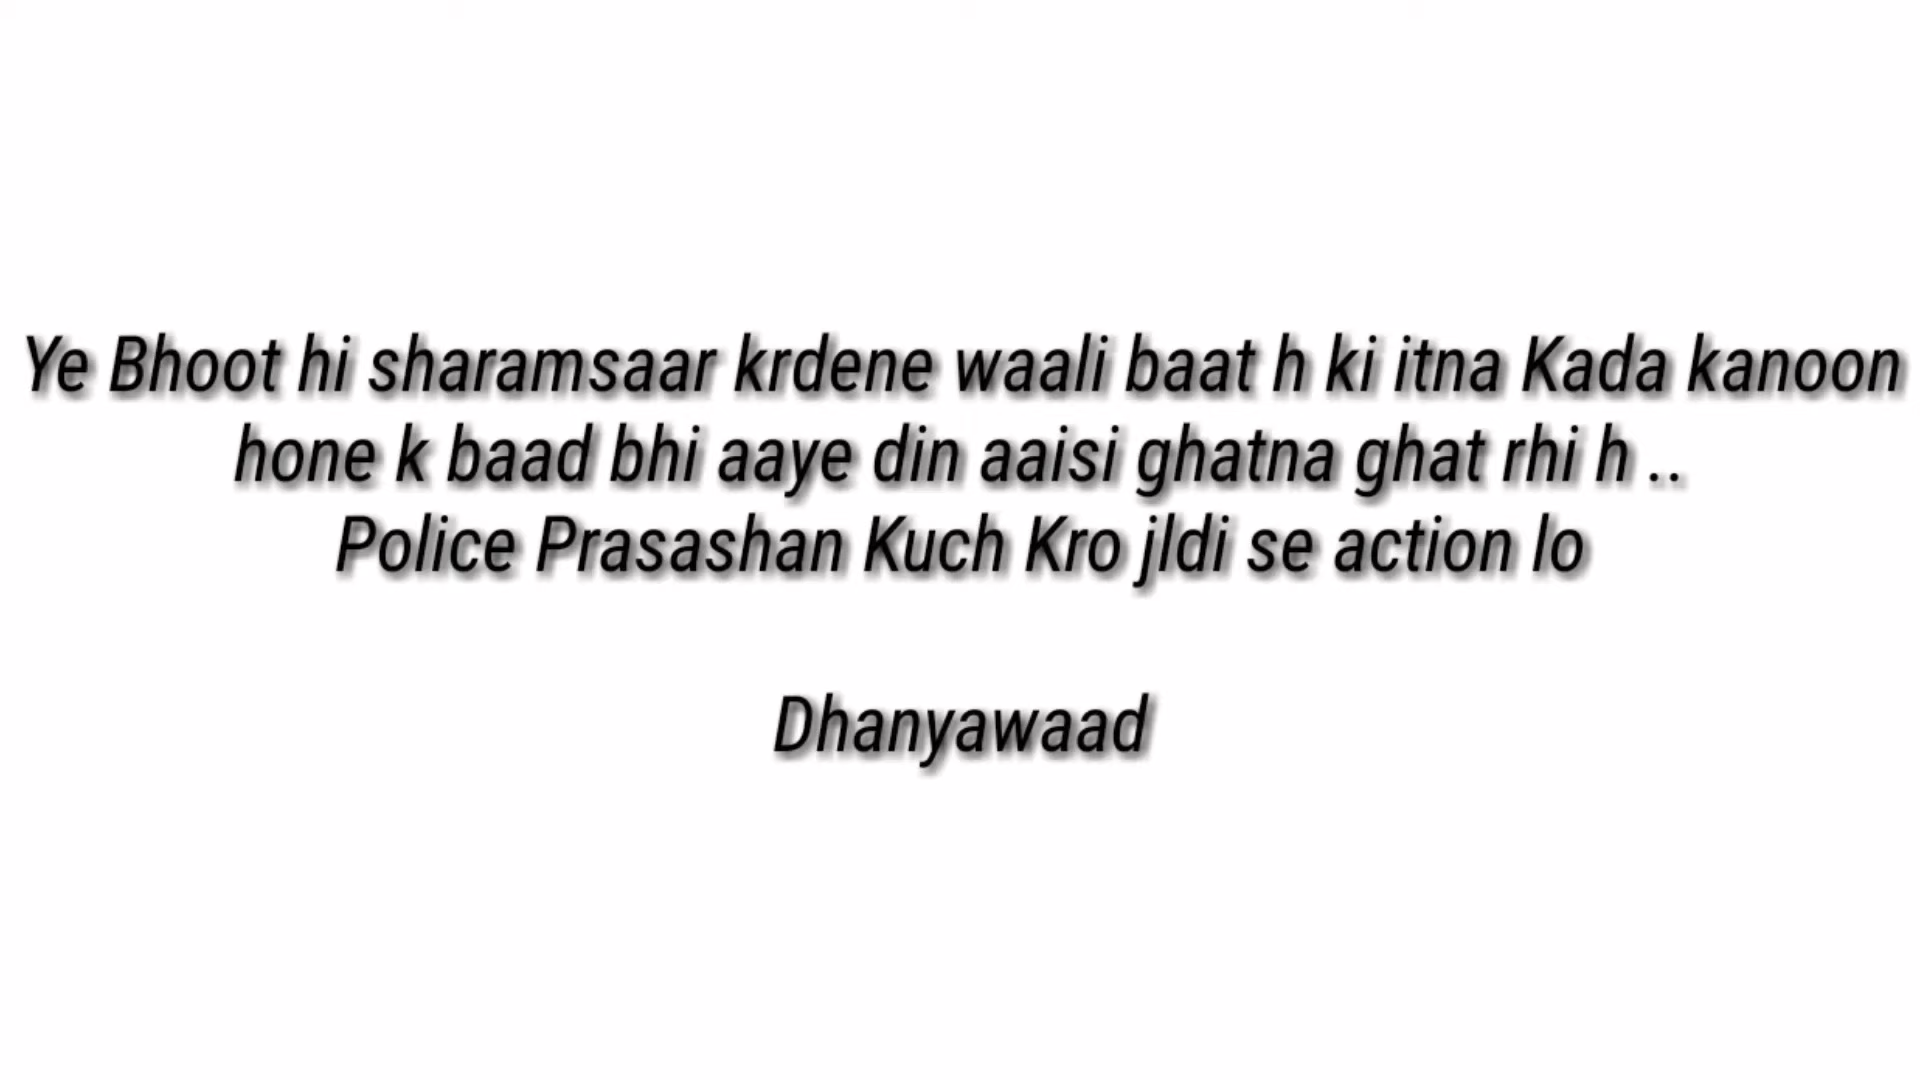 Ye Bhoot hi sharamsaar krdene waali baat h ki itna Kada kanoon
hone k baad bhi aaye din aaisi ghatna ghat rhi h ..
Police Prasashan Kuch Kro jldi se action lo
Dhanyawaad